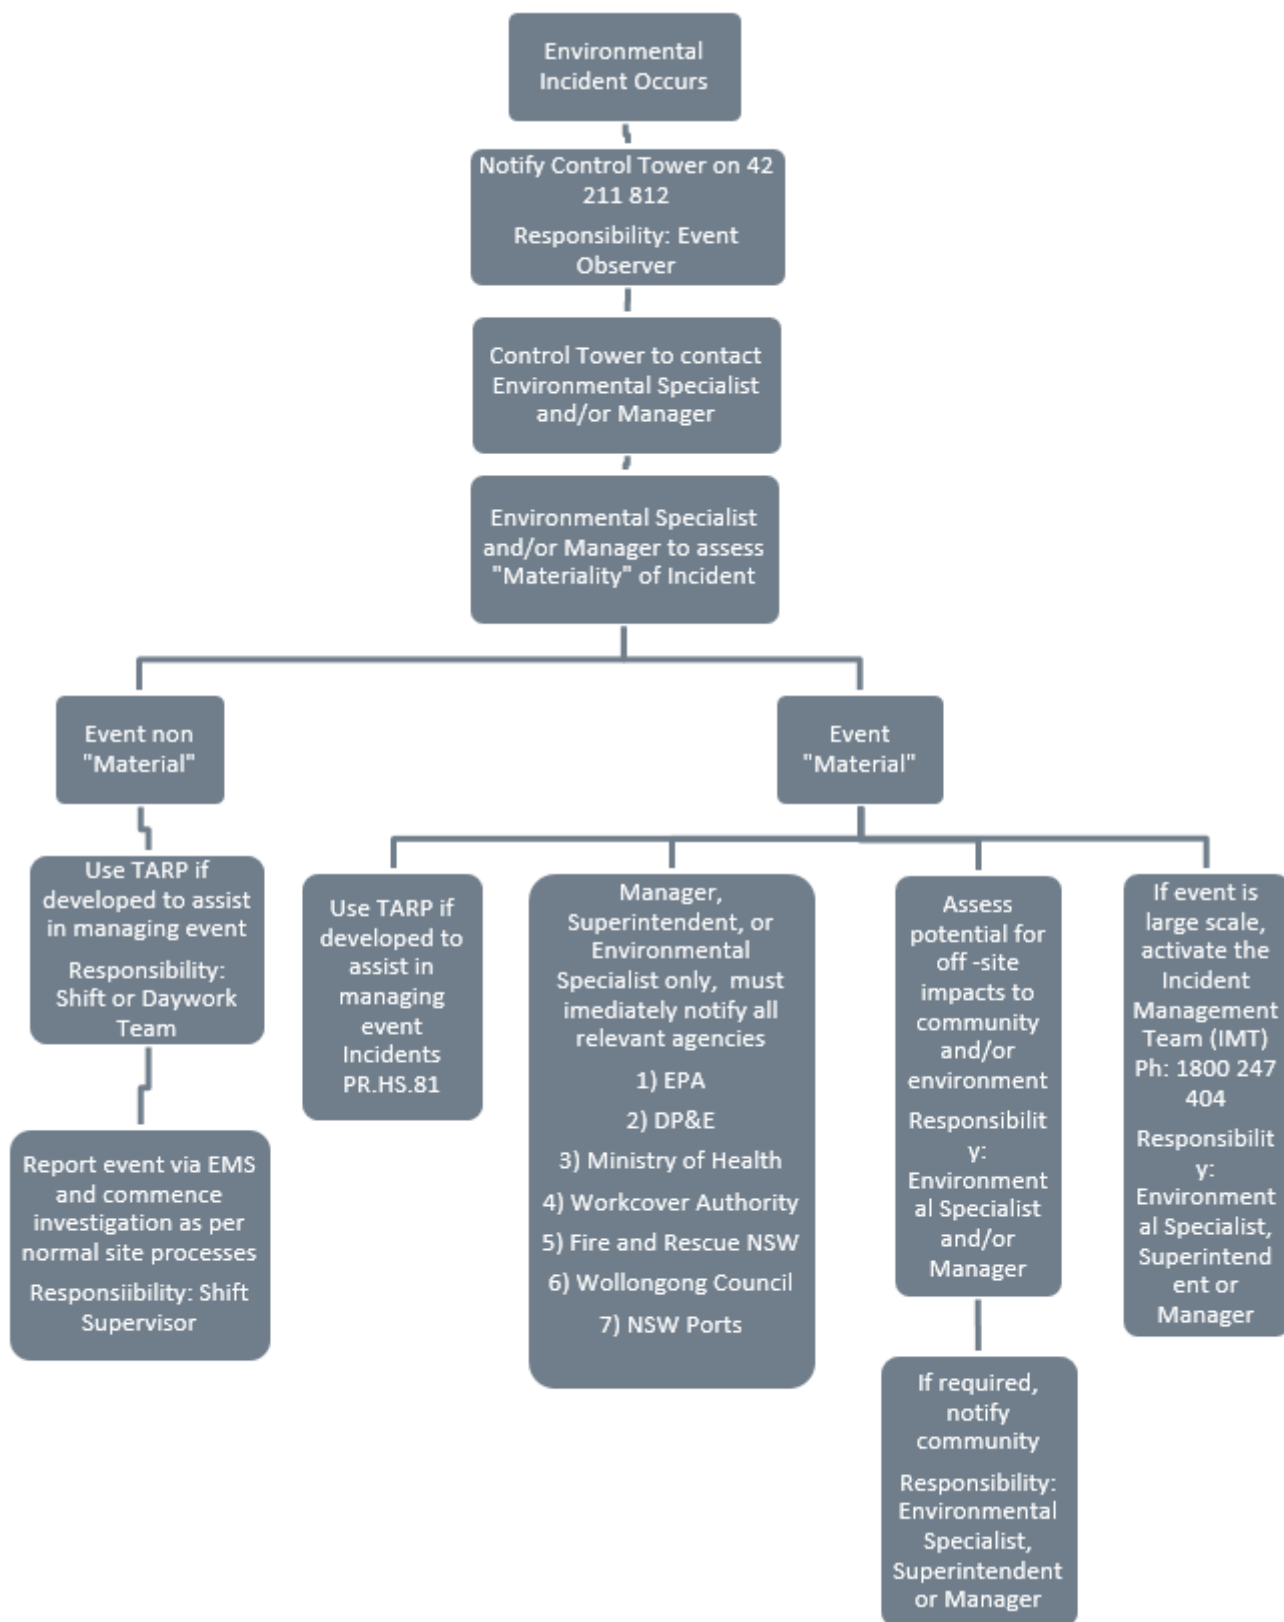 Environmental
Incident Occurs
Notify Control Tower on 42
211 812
Responsibility: Event
Observer
Control Tower to contact
Environmental Specialist
and/or Manager
Environmental Specialist
and/or Manager to assess
"Materiality" of Incident
Event non
"Material"
Event
"Material"
Use TARP if
developed to assist
in managing event
Responsibility:
Shift or Daywork
Team
Report event via EMS
and commence
investigation as per
normal site processes
Responsiibility: Shift
Supervisor
Use TARP if
developed to
assist in
managing
event
Incidents
PR.HS.81
Manager,
Superintendent, or
Environmental
Specialist only,  must
imediately notify all
relevant agencies
1) EPA
2) DP&E
3) Ministry of Health
4) Workcover Authority
5) Fire and Rescue NSW
6) Wollongong Council
7) NSW Ports
Assess
potential for
off -site
impacts to
community
and/or
environment
Responsibilit
y:
Environment
al Specialist
and/or
Manager
If required,
notify
community
Responsibility:
Environmental
Specialist,
Superintendent
or Manager
If event is
large scale,
activate the
Incident
Management
Team (IMT)
Ph: 1800 247
404
Responsibilit
y:
Environment
al Specialist,
Superintend
ent or
Manager